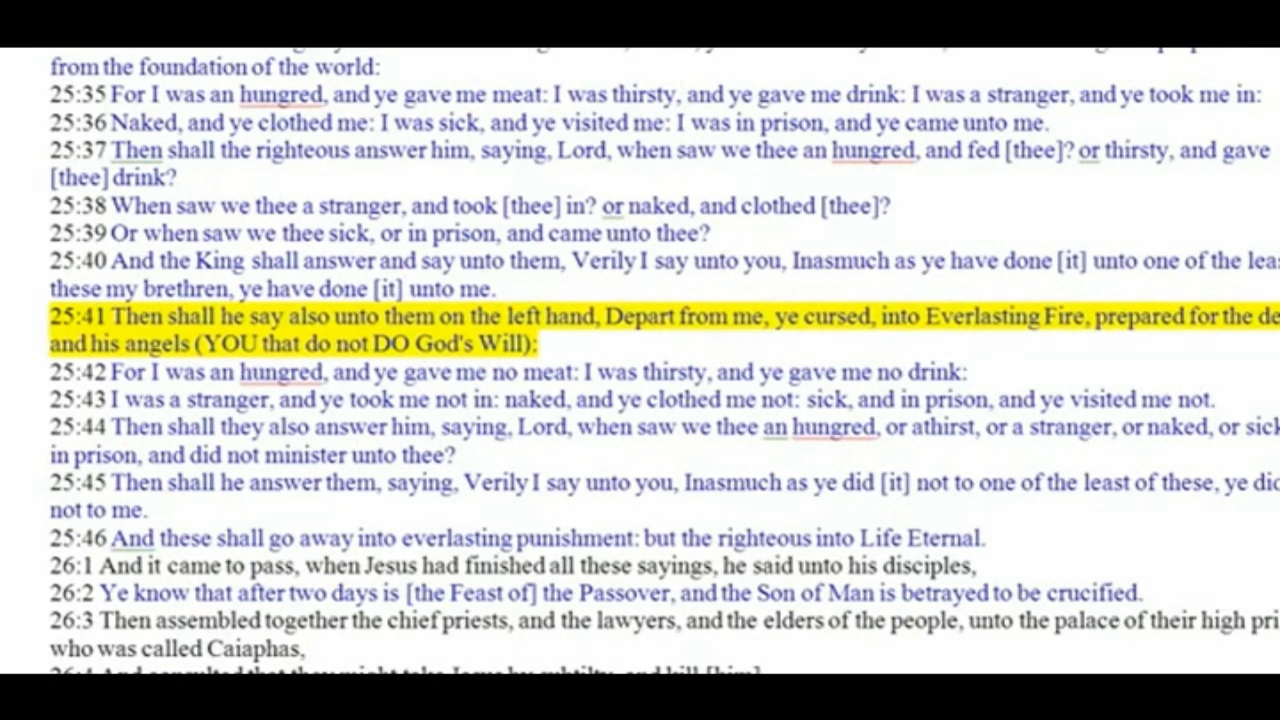 from the foundation of the world:
25:35 For I was an hungred, and ye gave me meat: I was thirsty, and ye gave me drink: I was a stranger, and ye took me in:
25:36 Naked, and ye clothed me: I was sick, and ye visited me: I was in prison, and ye came unto me.
25:37 Then shall the righteous answer him, saying, Lord, when saw we thee an hungred, and fed [thee]? or thirsty, and gave
[thee] drink?
25:38 When saw we thee a stranger, and took [thee] in? or naked, and clothed [thee]?
25:39 Or when saw we thee sick, or in prison, and came unto thee?
25:40 And the King shall answer and say unto them, Verily I say unto you, Inasmuch as ye have done [it] unto one of the
these my brethren, ye have done [it] unto me.
25:41 Then shall he say also unto them on the left hand, Depart from me, ye cursed, into Everlasting Fire, prepared for the
and his angels (YOU that do not DO God's Will):
25:42 For I was an hungred, and ye gave me no meat: I was thirsty, and ye gave me no drink:
25:43 I was a stranger, and ye took me not in: naked, and ye clothed me not: sick, and in prison, and ye visited me not.
25:44 Then shall they also answer him, saying, Lord, when saw we thee an hungred, or athirst, or a stranger, or naked, or sick
in prison, and did not minister unto thee?
25:45 Then shall he answer them, saying, Verily I say unto you, Inasmuch as ye did [it] not to one of the least of these, ye
not to me.
25:46 And these shall go away into everlasting punishment: but the righteous into Life Eternal.
26:1 And it came to pass, when Jesus had finished all these sayings, he said unto his disciples,
26:2 Ye know that after two days is [the Feast of] the Passover, and the Son of Man is betrayed to be crucified.
26:3 Then assembled together the chief priests, and the lawyers, and the elders of the people, unto the palace of their high
who was called Caiaphas,